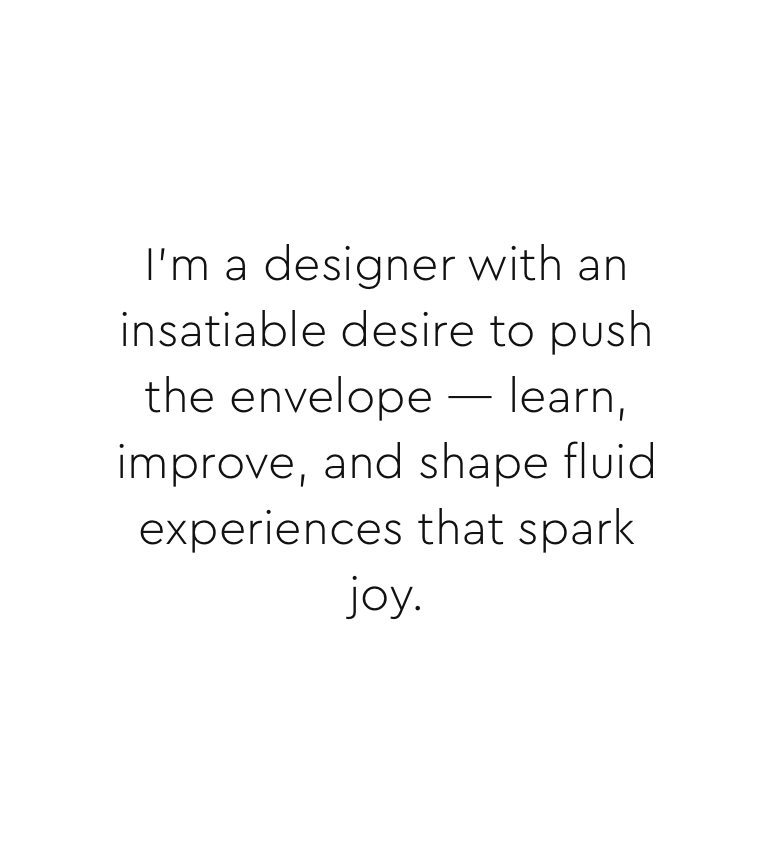 I'm a designer with an
insatiable desire to push
the envelope — learn,
improve, and shape fluid
experiences that spark
joy.